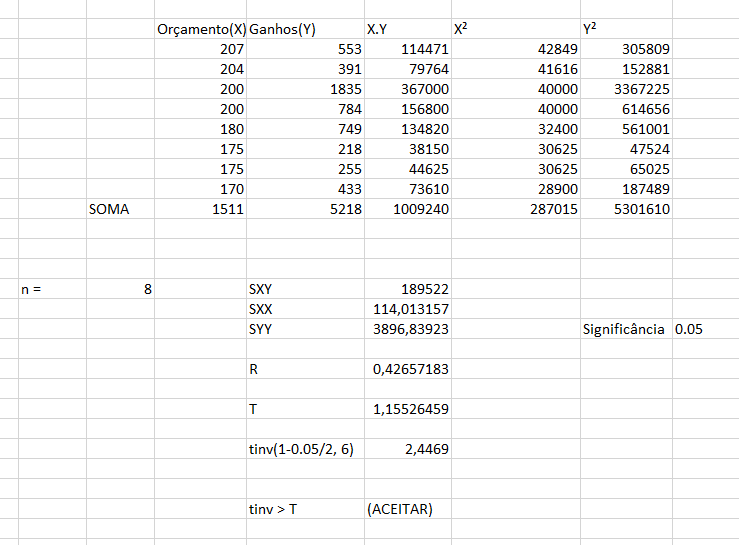 Orçamento(X) Ganhos(Y) X.Y X² Y²
207 553 114471 42849 305809
204 391 79764 41616 152881
200 1835 367000 40000 3367225
200 784 156800 40000 614656
180 749 134820 32400 561001
175 218 38150 30625 47524
175 255 44625 30625 65025
170 433 73610 28900 187489
SOMA 1511 5218 1009240 287015 5301610
n = 8 SXY 189522
SXX 114,013157
SYY 3896,83923 Significância 0.05
R 0,42657183
T 1,15526459
tinv(1-0.05/2, 6) 2,4469
tinv > T (ACEITAR)